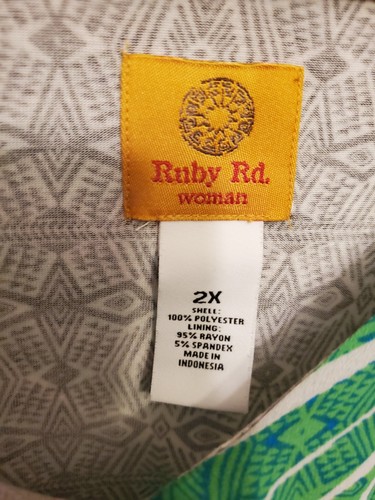 Ruby Rd.
woman
2X
SHELL:
100% POLYESTER
LINING:
95% RAYON
5% SPANDEX
MADE IN
INDONESIA